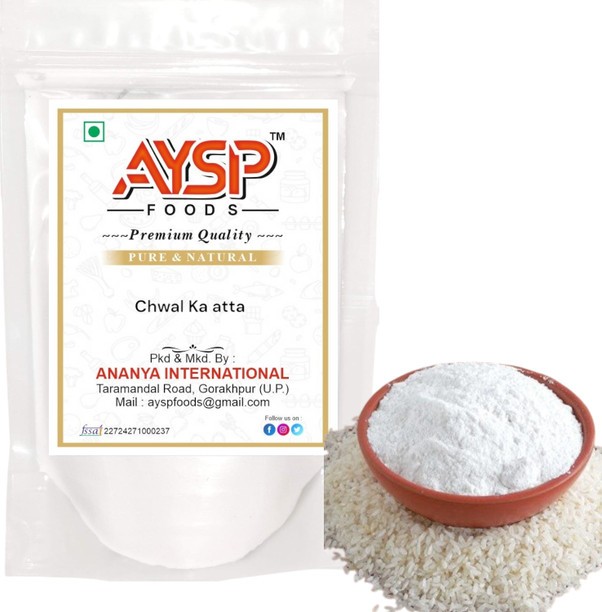 AYSP™
FOODS
~~~Premium Quality ~~~
PURE & NATURAL
Chwal Ka atta
Pkd & Mkd. By :
ANANYA INTERNATIONAL
Taramandal Road, Gorakhpur (U.P.)
Mail : ayspfoods@gmail.com
Follow us on :
fssai 22724271000237